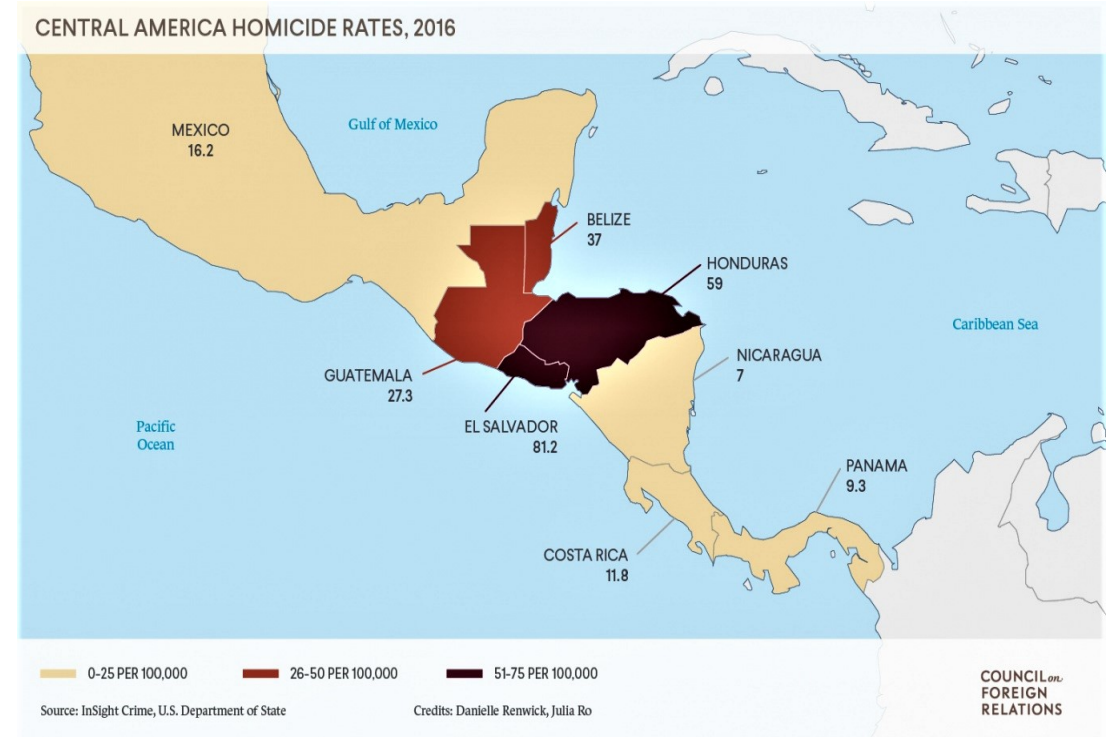 CENTRAL AMERICA HOMICIDE RATES, 2016
MEXICO
16.2
Gulf of Mexico
BELIZE
37
HONDURAS
59
Caribbean Sea
NICARAGUA
7
GUATEMALA
27.3
EL SALVADOR
81.2
Pacific
Ocean
PANAMA
9.3
COSTA RICA
11.8
0-25 PER 100,000
26-50 PER 100,000
51-75 PER 100,000
Source: InSight Crime, U.S. Department of State
Credits: Danielle Renwick, Julia Ro
COUNCIL on
FOREIGN
RELATIONS